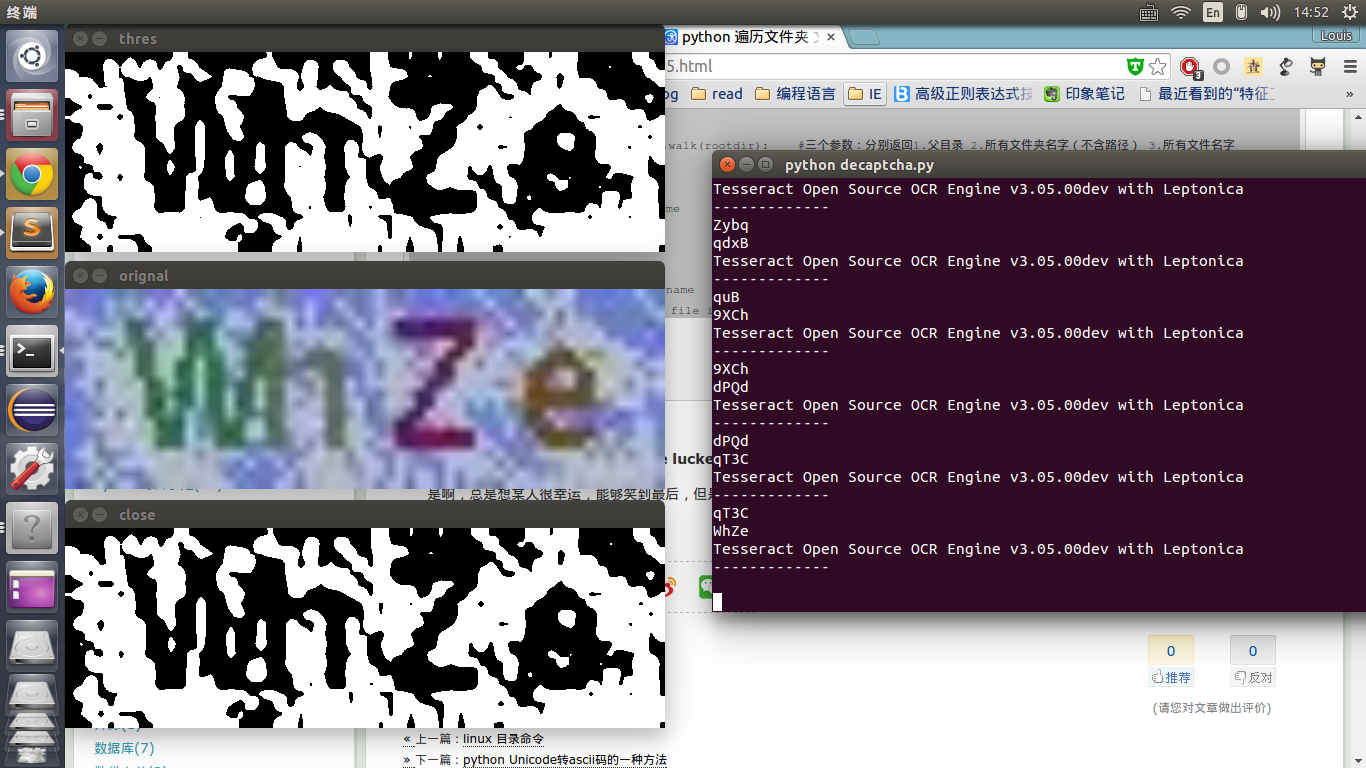 终端
En
14:52
thres
python 遍历文件夹
Louis
5.html
3
查
og
read
编程语言
IE
高级正则表达式技
印象笔记
最近看到的“特征工
»
.walk(rootdir): #三个参数：分别返回1.父目录 2.所有文件夹名字（不含路径） 3.所有文件名字
name
file i
orignal
WhZe
close
python decaptcha.py
Tesseract Open Source OCR Engine v3.05.00dev with Leptonica
-------------
Zybq
qdxB
Tesseract Open Source OCR Engine v3.05.00dev with Leptonica
-------------
quB
9XCh
Tesseract Open Source OCR Engine v3.05.00dev with Leptonica
-------------
9XCh
dPQd
Tesseract Open Source OCR Engine v3.05.00dev with Leptonica
-------------
dPQd
qT3C
Tesseract Open Source OCR Engine v3.05.00dev with Leptonica
-------------
qT3C
WhZe
Tesseract Open Source OCR Engine v3.05.00dev with Leptonica
-------------
e lucke
是啊，总是想某人很幸运，能够笑到最后，但是
0 0
推荐 反对
(请您对文章做出评价)
« 上一篇：linux 目录命令
» 下一篇：python Unicode转ascii码的一种方法
数据库(7)